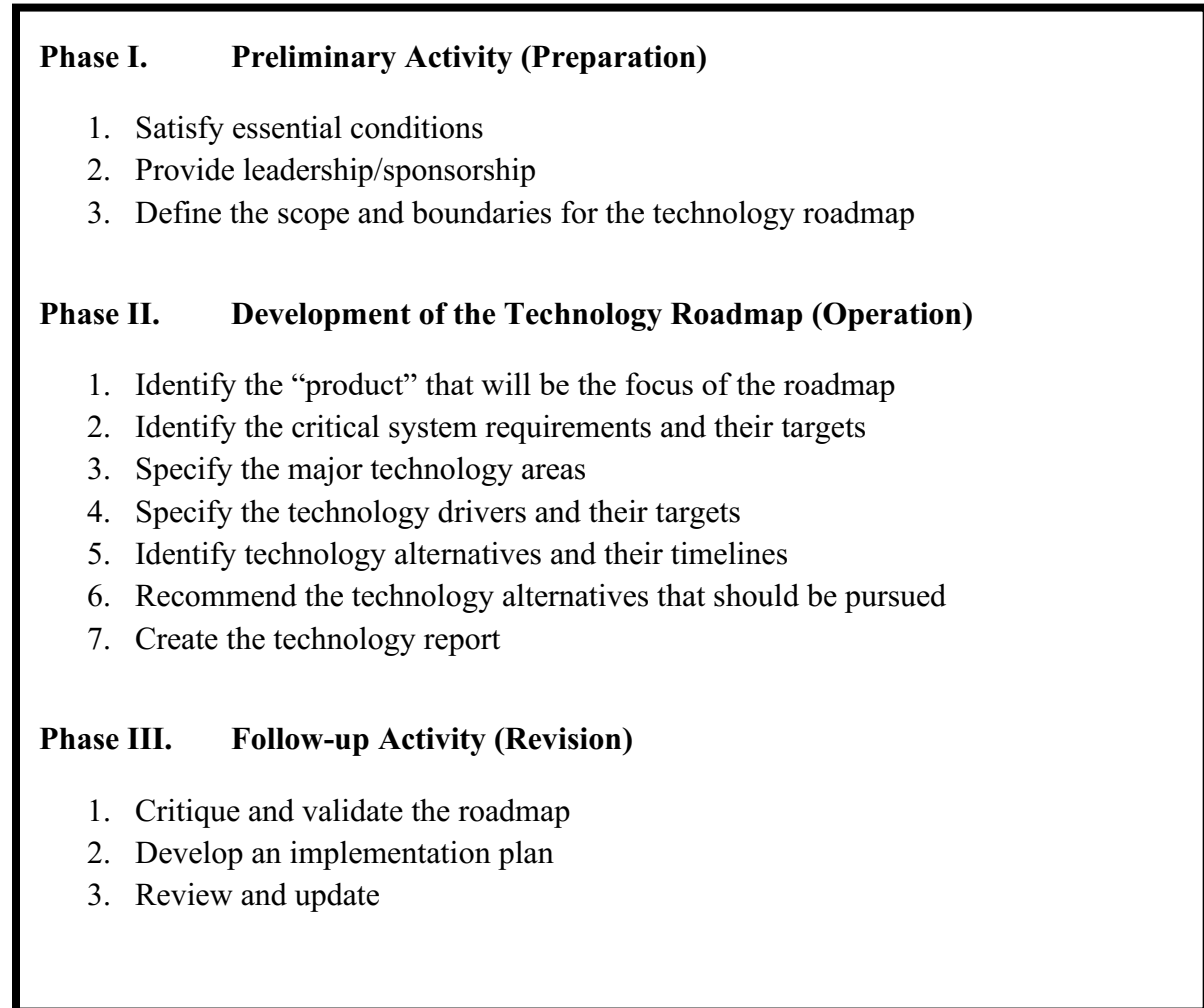 Phase I. Preliminary Activity (Preparation)
1. Satisfy essential conditions
2. Provide leadership/sponsorship
3. Define the scope and boundaries for the technology roadmap
Phase II. Development of the Technology Roadmap (Operation)
1. Identify the “product” that will be the focus of the roadmap
2. Identify the critical system requirements and their targets
3. Specify the major technology areas
4. Specify the technology drivers and their targets
5. Identify technology alternatives and their timelines
6. Recommend the technology alternatives that should be pursued
7. Create the technology report
Phase III. Follow-up Activity (Revision)
1. Critique and validate the roadmap
2. Develop an implementation plan
3. Review and update